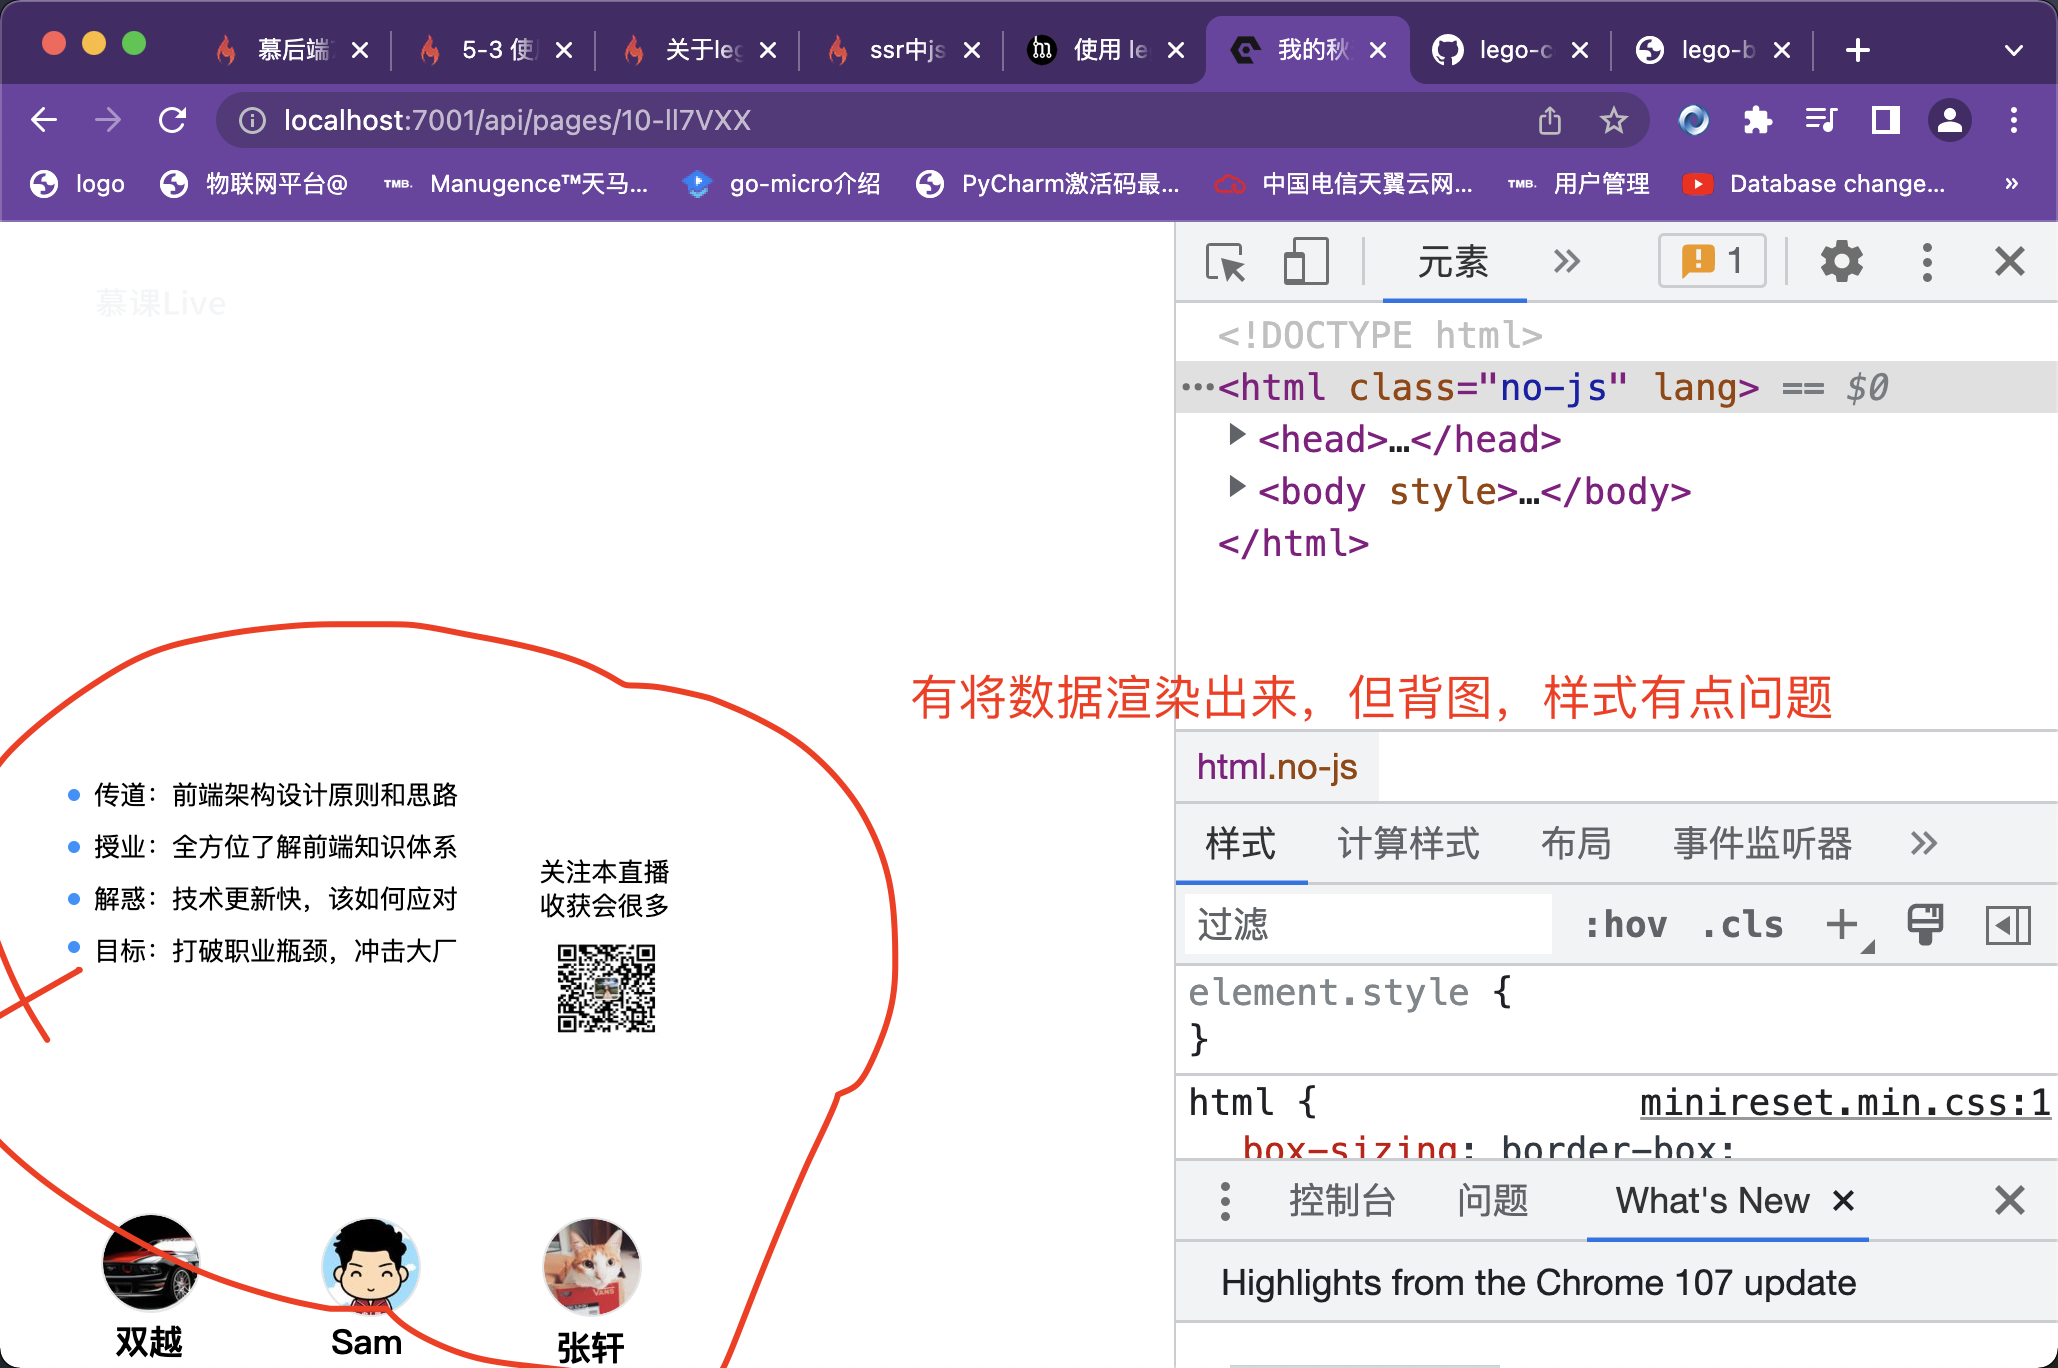 慕后端
5-3 使
关于leg
ssr中js
使用 le
我的秋
lego-c
lego-b
localhost:7001/api/pages/10-ll7VXX
logo
物联网平台@
TMB.
Manugence™天马...
go-micro介绍
PyCharm激活码最...
中国电信天翼云网...
TMB.
用户管理
Database change...
»
慕课Live
元素
1
<!DOCTYPE html>
···<html class="no-js" lang> == $0
<head>…</head>
<body style>…</body>
</html>
有将数据渲染出来，但背图，样式有点问题
html.no-js
传道：前端架构设计原则和思路
授业：全方位了解前端知识体系
解惑：技术更新快，该如何应对
目标：打破职业瓶颈，冲击大厂
关注本直播
收获会很多
样式
计算样式
布局
事件监听器
过滤
:hov
.cls
element.style {
}
html {
minireset.min.css:1
box-sizing: border-box;
控制台
问题
What's New
Highlights from the Chrome 107 update
双越
Sam
张轩